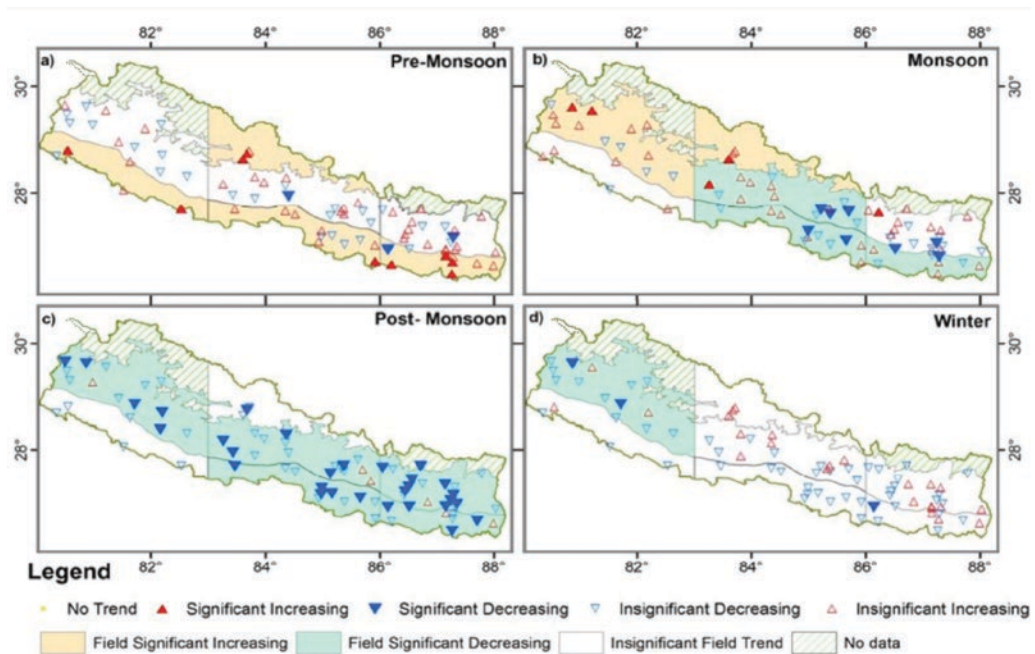 82° 84° 86° 88° 82° 84° 86° 88°
a) Pre-Monsoon b) Monsoon
30° 30°
28° 28°
c) Post- Monsoon d) Winter
30° 30°
28° 28°
82° 84° 86° 88° 82° 84° 86° 88°
Legend
No Trend Significant Increasing Significant Decreasing Insignificant Decreasing Insignificant Increasing
Field Significant Increasing Field Significant Decreasing Insignificant Field Trend No data